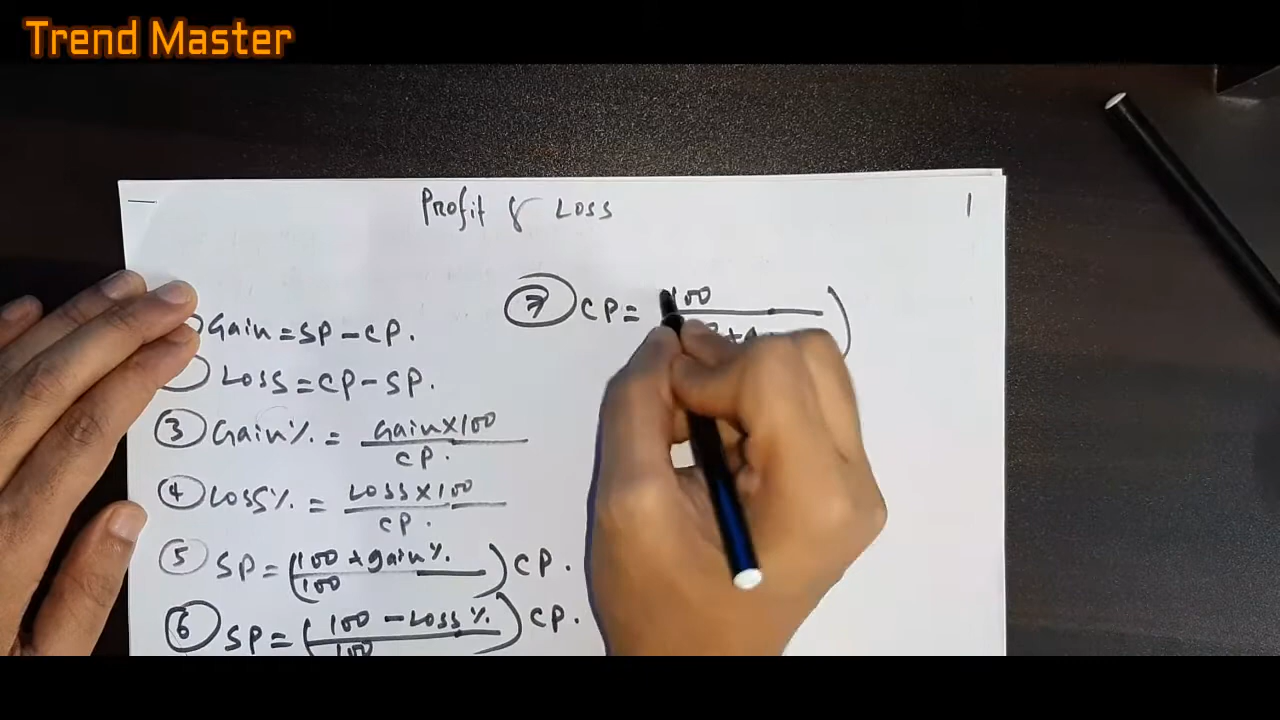 Trend Master
Profit & Loss
1
Gain = SP - CP.
Loss = CP - SP.
③ Gain% = Gain × 100
CP.
④ Loss% = Loss × 100
CP.
⑤ SP = (100 + gain%
100 ) CP.
⑥ SP = (100 - Loss%
100 ) CP.
⑦ CP = 100
)